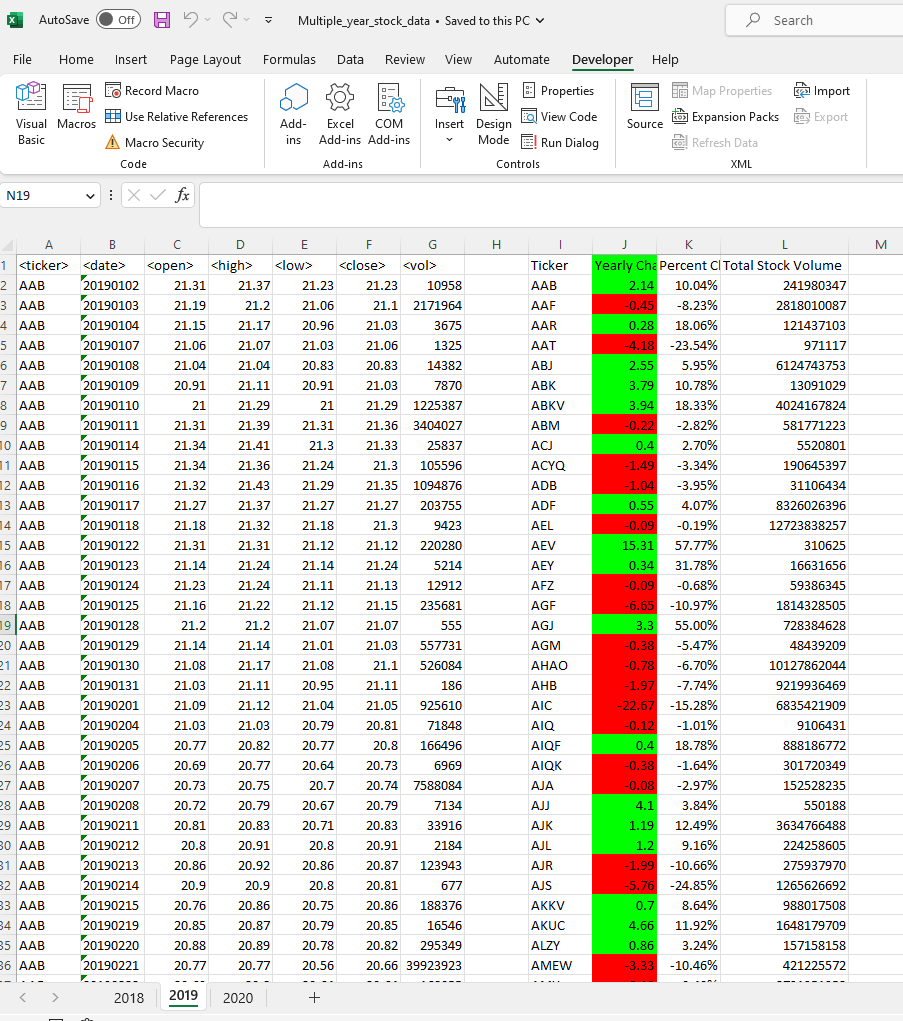 AutoSave Off Multiple_year_stock_data • Saved to this PC Search
File Home Insert Page Layout Formulas Data Review View Automate Developer Help
Visual Basic
Macros
Record Macro
Use Relative References
Macro Security
Code
Add-ins
Excel Add-ins
COM Add-ins
Add-ins
Insert
Design Mode
Properties
View Code
Run Dialog
Controls
Source
Map Properties
Expansion Packs
Refresh Data
Import
Export
XML
N19 fx
A B C D E F G H I J K L M
1 <ticker> <date> <open> <high> <low> <close> <vol> Ticker Yearly Cha Percent Cl Total Stock Volume
2 AAB 20190102 21.31 21.37 21.23 21.23 10958 AAB 2.14 10.04% 241980347
3 AAB 20190103 21.19 21.2 21.06 21.1 2171964 AAF -0.45 -8.23% 2818010087
4 AAB 20190104 21.15 21.17 20.96 21.03 3675 AAR 0.28 18.06% 121437103
5 AAB 20190107 21.06 21.07 21.03 21.06 1325 AAT -4.18 -23.54% 971117
6 AAB 20190108 21.04 21.04 20.83 20.83 14382 ABJ 2.55 5.95% 6124743753
7 AAB 20190109 20.91 21.11 20.91 21.03 7870 ABK 3.79 10.78% 13091029
8 AAB 20190110 21 21.29 21 21.29 1225387 ABKV 3.94 18.33% 4024167824
9 AAB 20190111 21.31 21.39 21.31 21.36 3404027 ABM -0.22 -2.82% 581771223
10 AAB 20190114 21.34 21.41 21.3 21.33 25837 ACJ 0.4 2.70% 5520801
11 AAB 20190115 21.34 21.36 21.24 21.3 105596 ACYQ -1.49 -3.34% 190645397
12 AAB 20190116 21.32 21.43 21.29 21.35 1094876 ADB -1.04 -3.95% 31106434
13 AAB 20190117 21.27 21.37 21.27 21.27 203755 ADF 0.55 4.07% 8326026396
14 AAB 20190118 21.18 21.32 21.18 21.3 9423 AEL -0.09 -0.19% 12723838257
15 AAB 20190122 21.31 21.31 21.12 21.12 220280 AEV 15.31 57.77% 310625
16 AAB 20190123 21.14 21.24 21.14 21.24 5214 AEY 0.34 31.78% 16631656
17 AAB 20190124 21.23 21.24 21.11 21.13 12912 AFZ -0.09 -0.68% 59386345
18 AAB 20190125 21.16 21.22 21.12 21.15 235681 AGF -6.65 -10.97% 1814328505
19 AAB 20190128 21.2 21.2 21.07 21.07 555 AGJ 3.3 55.00% 728384628
20 AAB 20190129 21.14 21.14 21.01 21.03 557731 AGM -0.38 -5.47% 48439209
21 AAB 20190130 21.08 21.17 21.08 21.1 526084 AHAO -0.78 -6.70% 10127862044
22 AAB 20190131 21.03 21.11 20.95 21.11 186 AHB -1.97 -7.74% 9219936469
23 AAB 20190201 21.09 21.12 21.04 21.05 925610 AIC -22.67 -15.28% 6835421909
24 AAB 20190204 21.03 21.03 20.79 20.81 71848 AIQ -0.12 -1.01% 9106431
25 AAB 20190205 20.77 20.82 20.77 20.8 166496 AIQF 0.4 18.78% 888186772
26 AAB 20190206 20.69 20.77 20.64 20.73 6969 AIQK -0.38 -1.64% 301720349
27 AAB 20190207 20.73 20.75 20.7 20.74 7588084 AJA -0.08 -2.97% 152528235
28 AAB 20190208 20.72 20.79 20.67 20.79 7134 AJJ 4.1 3.84% 550188
29 AAB 20190211 20.81 20.83 20.71 20.83 33916 AJK 1.19 12.49% 3634766488
30 AAB 20190212 20.8 20.91 20.8 20.91 2184 AJL 1.2 9.16% 224258605
31 AAB 20190213 20.86 20.92 20.86 20.87 123943 AJR -1.99 -10.66% 275937970
32 AAB 20190214 20.9 20.9 20.8 20.81 677 AJS -5.76 -24.85% 1265626692
33 AAB 20190215 20.76 20.86 20.75 20.86 188376 AKKV 0.7 8.64% 988017508
34 AAB 20190219 20.85 20.87 20.79 20.85 16546 AKUC 4.66 11.92% 1648179709
35 AAB 20190220 20.88 20.89 20.78 20.82 295349 ALZY 0.86 3.24% 157158158
36 AAB 20190221 20.77 20.77 20.56 20.66 39923923 AMEW -3.33 -10.46% 421225572
2018 2019 2020